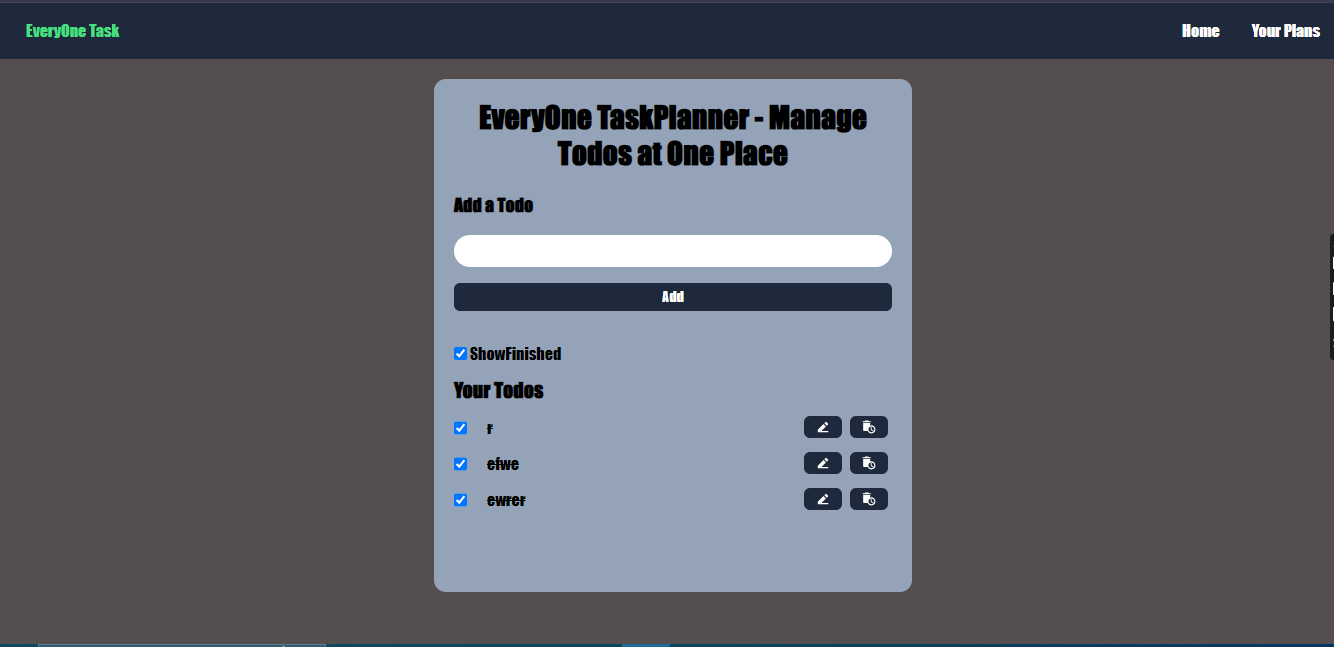 EveryOne Task
Home
Your Plans
EveryOne TaskPlanner - Manage
Todos at One Place
Add a Todo
Add
ShowFinished
Your Todos
r
efwe
ewrer